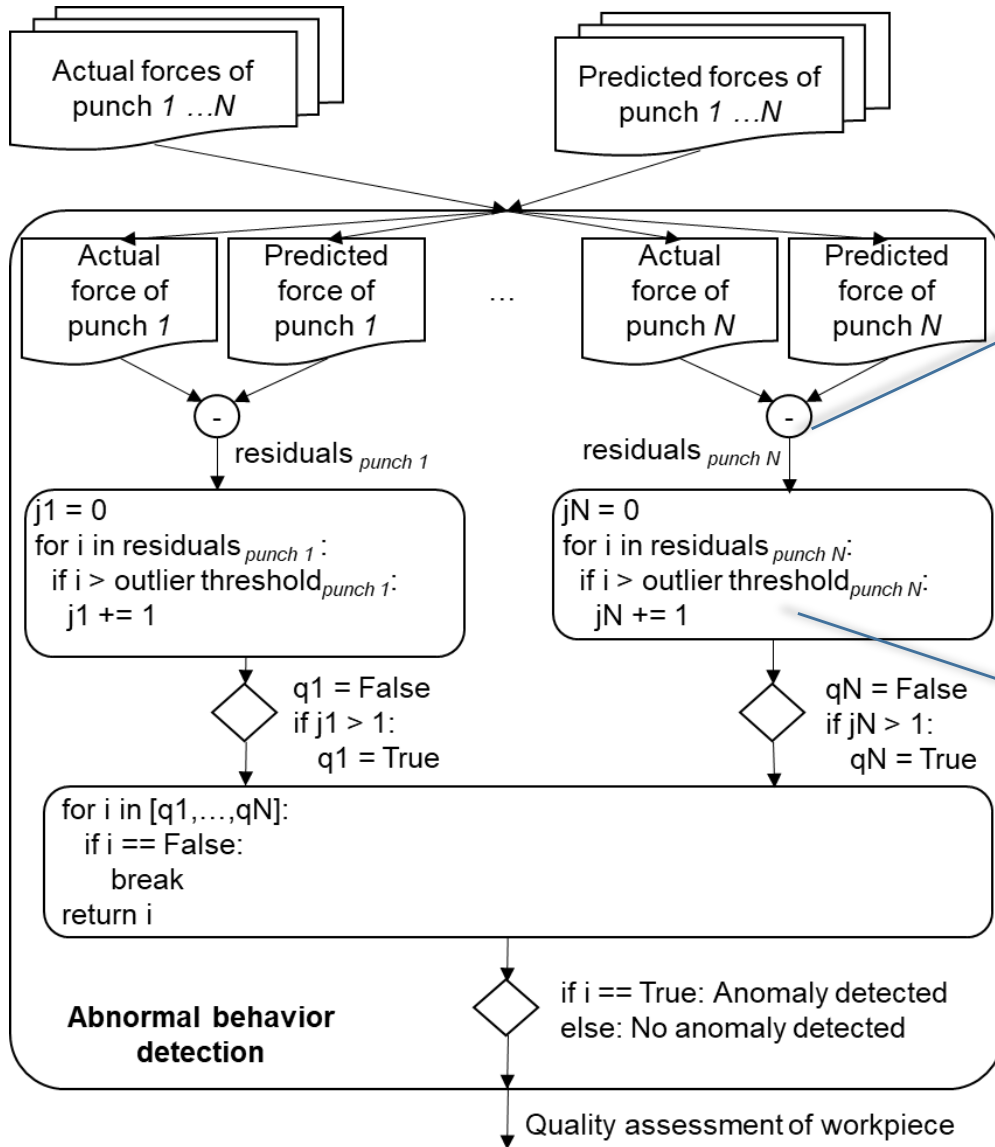 Actual forces of
punch 1 ...N
Predicted forces of
punch 1 ...N
Actual
force of
punch 1
Predicted
force of
punch 1
...
Actual
force of
punch N
Predicted
force of
punch N
-
-
residuals punch 1
residuals punch N
j1 = 0
for i in residuals punch 1 :
if i > outlier threshold punch 1:
j1 += 1
jN = 0
for i in residuals punch N:
if i > outlier threshold punch N:
jN += 1
q1 = False
if j1 > 1:
q1 = True
qN = False
if jN > 1:
qN = True
for i in [q1,...,qN]:
if i == False:
break
return i
if i == True: Anomaly detected
else: No anomaly detected
Abnormal behavior
detection
Quality assessment of workpiece